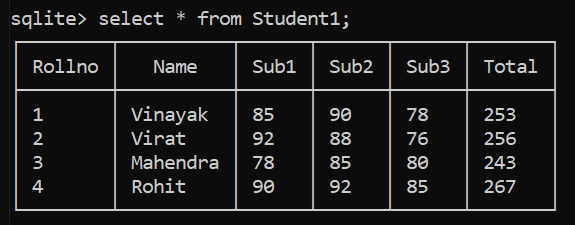 sqlite> select * from Student1;
Rollno Name Sub1 Sub2 Sub3 Total
1 Vinayak 85 90 78 253
2 Virat 92 88 76 256
3 Mahendra 78 85 80 243
4 Rohit 90 92 85 267